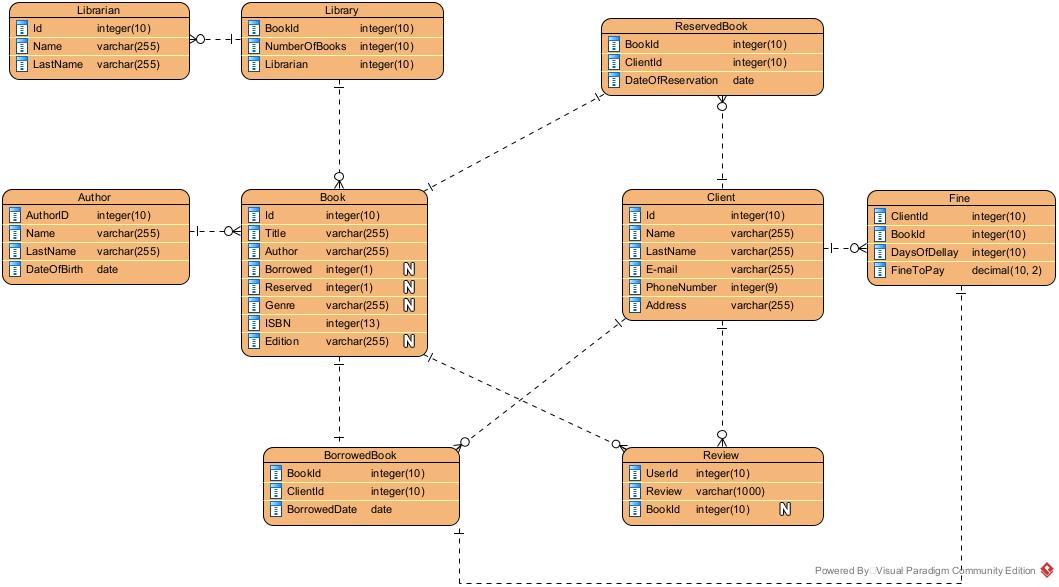 Librarian
Id integer(10)
Name varchar(255)
LastName varchar(255)
Library
BookId integer(10)
NumberOfBooks integer(10)
Librarian integer(10)
ReservedBook
BookId integer(10)
ClientId integer(10)
DateOfReservation date
Author
AuthorID integer(10)
Name varchar(255)
LastName varchar(255)
DateOfBirth date
Book
Id integer(10)
Title varchar(255)
Author varchar(255)
Borrowed integer(1) N
Reserved integer(1) N
Genre varchar(255) N
ISBN integer(13)
Edition varchar(255) N
Client
Id integer(10)
Name varchar(255)
LastName varchar(255)
E-mail varchar(255)
PhoneNumber integer(9)
Address varchar(255)
Fine
ClientId integer(10)
BookId integer(10)
DaysOfDellay integer(10)
FineToPay decimal(10, 2)
BorrowedBook
BookId integer(10)
ClientId integer(10)
BorrowedDate date
Review
UserId integer(10)
Review varchar(1000)
BookId integer(10) N
Powered By Visual Paradigm Community Edition